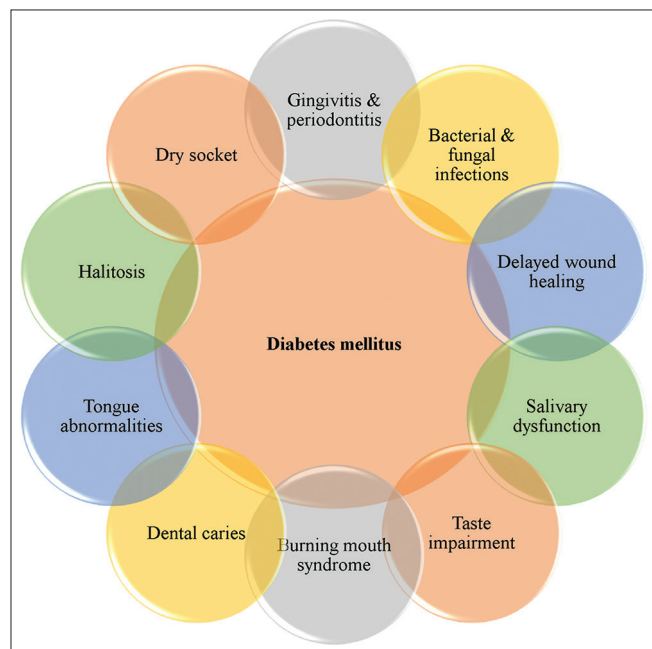 Gingivitis &
periodontitis
Bacterial &
fungal
infections
Delayed wound
healing
Salivary
dysfunction
Taste
impairment
Burning mouth
syndrome
Dental caries
Tongue
abnormalities
Halitosis
Dry socket
Diabetes mellitus